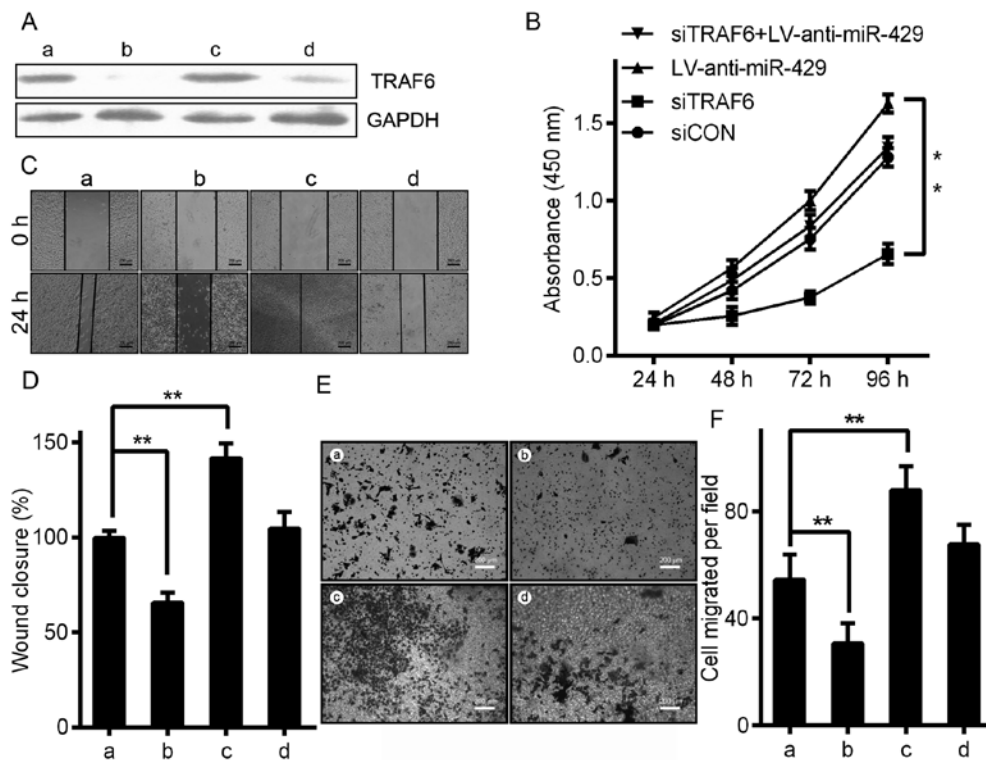 A
a b c d
TRAF6
GAPDH
B
siTRAF6+LV-anti-miR-429
LV-anti-miR-429
siTRAF6
siCON
Absorbance (450 nm)
1.5
1.0
0.5
0.0
24 h 48 h 72 h 96 h
*
*
C
a b c d
0 h
24 h
D
Wound closure (%)
150
100
50
0
**
**
a b c d
E
a
b
200 µm
c
d
F
Cell migrated per field
80
40
0
**
**
a b c d